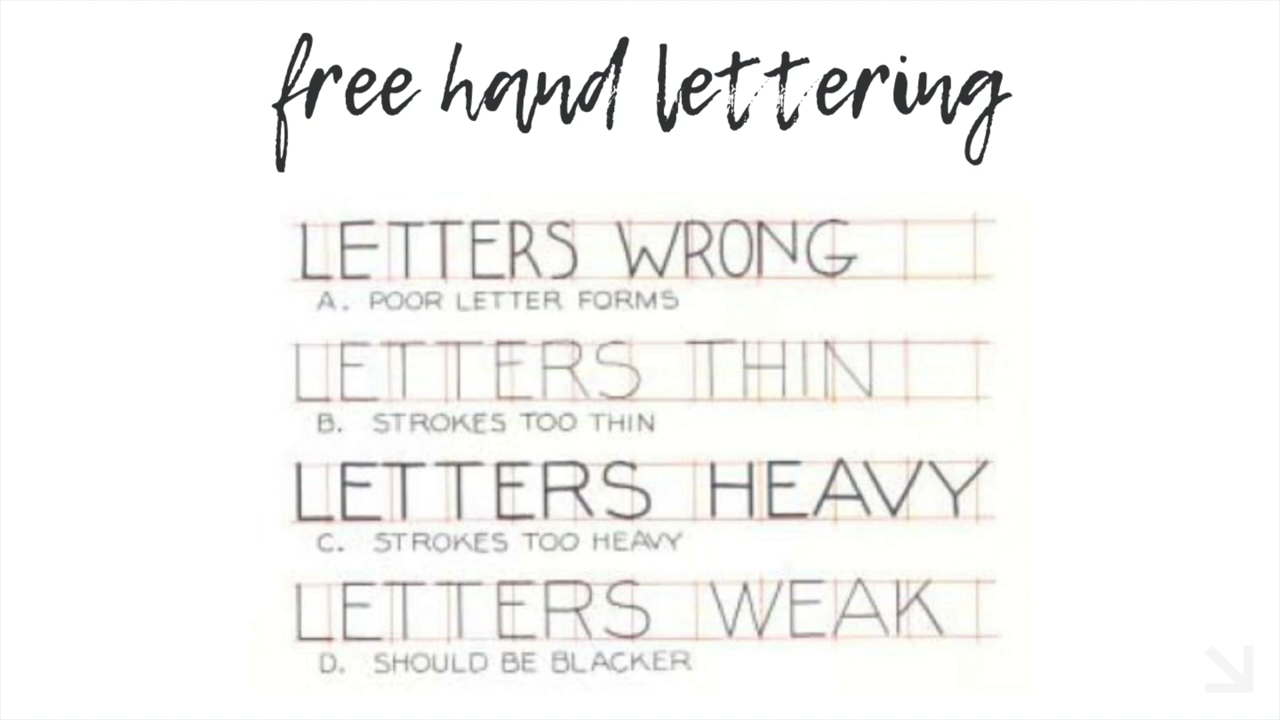 free hand lettering
LETTERS WRONG
A. POOR LETTER FORMS
LETTERS THIN
B. STROKES TOO THIN
LETTERS HEAVY
C. STROKES TOO HEAVY
LETTERS WEAK
D. SHOULD BE BLACKER